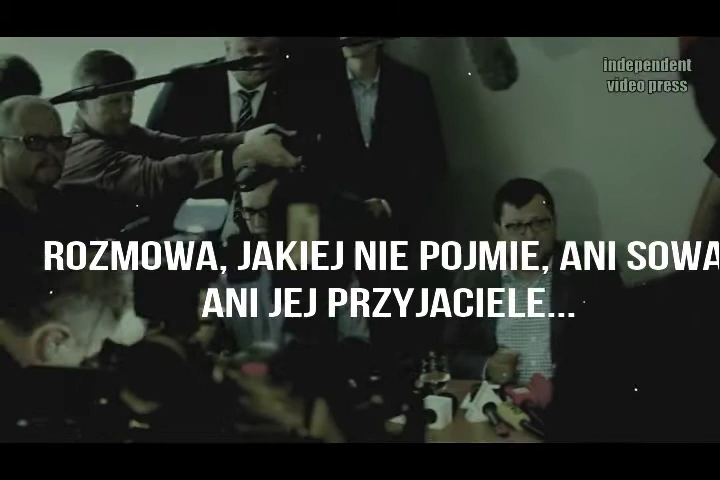 independent
video press
ROZMOWA, JAKIEJ NIE POJMIE, ANI SOWA
ANI JEJ PRZYJACIELE...